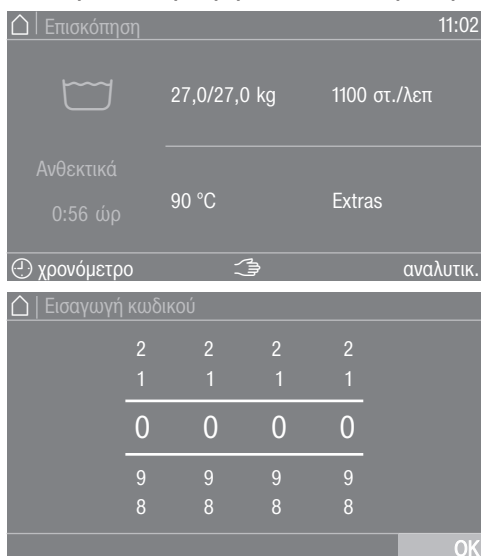 Επισκόπηση 11:02
27,0/27,0 kg 1100 στ./λεπ
Ανθεκτικά
0:56 ώρ
90 °C Extras
χρονόμετρο αναλυτικ.
Εισαγωγή κωδικού
2 2 2 2
1 1 1 1
0 0 0 0
9 9 9 9
8 8 8 8
OK